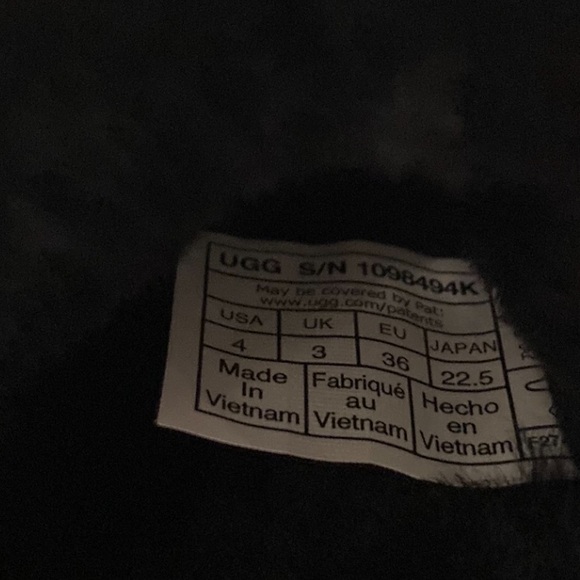 UGG S/N 1098494K
May be covered by Pat:
www.ugg.com/patents
USA UK EU JAPAN
4 3 36 22.5
Made In Vietnam
Fabriqué au Vietnam
Hecho en Vietnam
F27